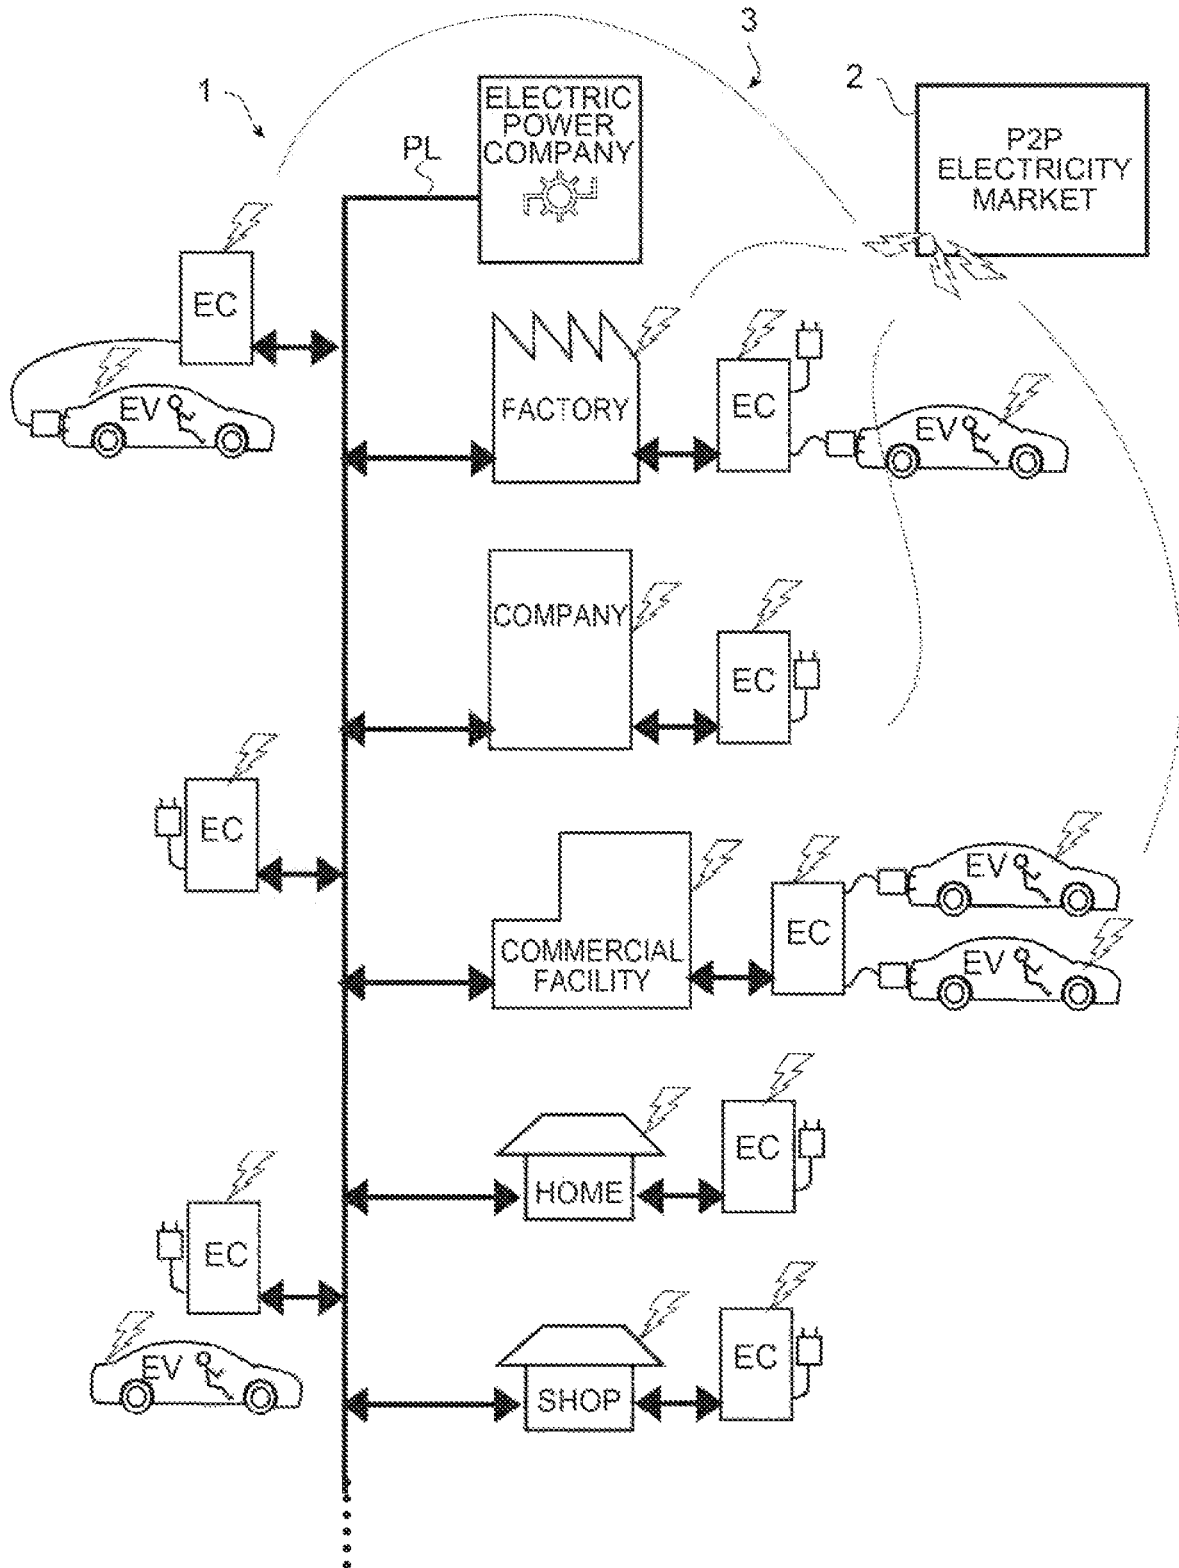 3
1
2
ELECTRIC
POWER
COMPANY
PL
P2P
ELECTRICITY
MARKET
EC
EV
FACTORY
EC
EV
COMPANY
EC
EC
COMMERCIAL
FACILITY
EC
EV
EV
HOME
EC
EC
EV
SHOP
EC